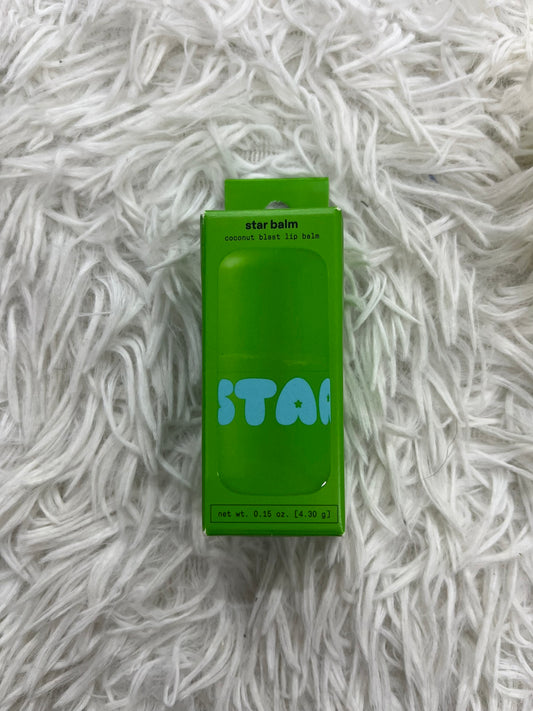 star balm
coconut blast lip balm
STAR
net wt. 0.15 oz. [4.30 g]